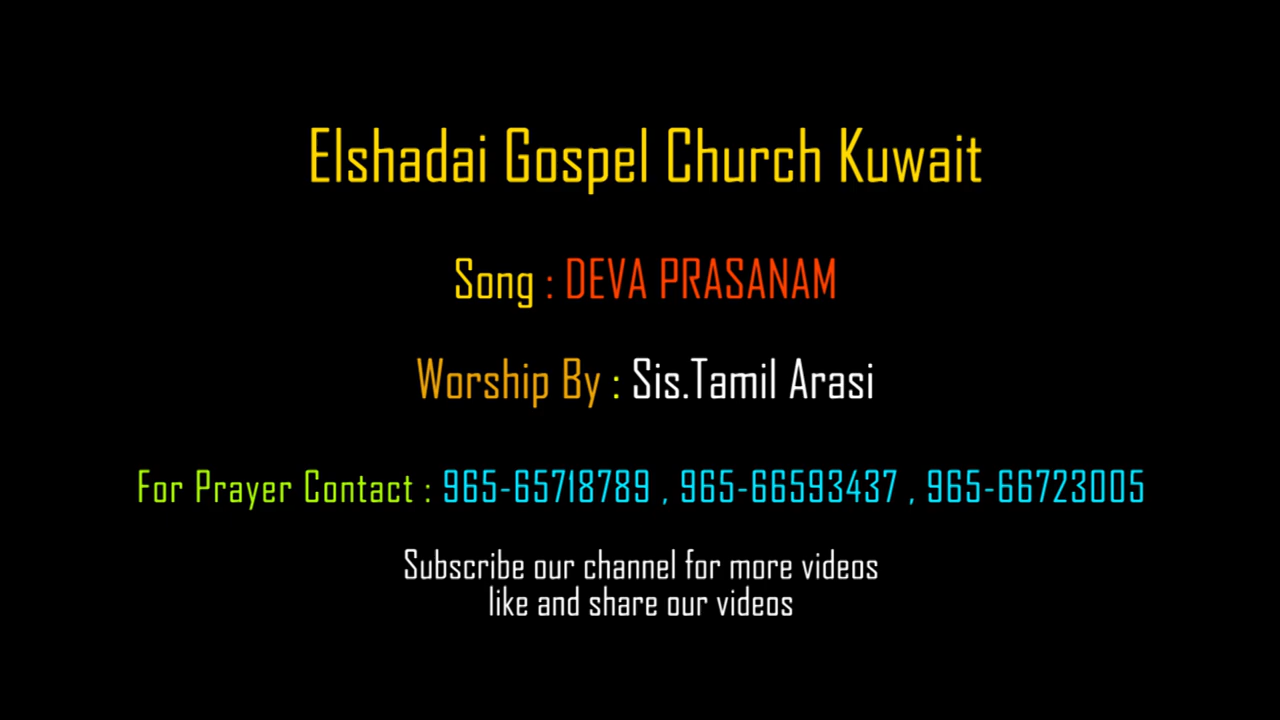 Elshadai Gospel Church Kuwait
Song : DEVA PRASANAM
Worship By : Sis.Tamil Arasi
For Prayer Contact : 965-65718789 , 965-66593437 , 965-66723005
Subscribe our channel for more videos
like and share our videos